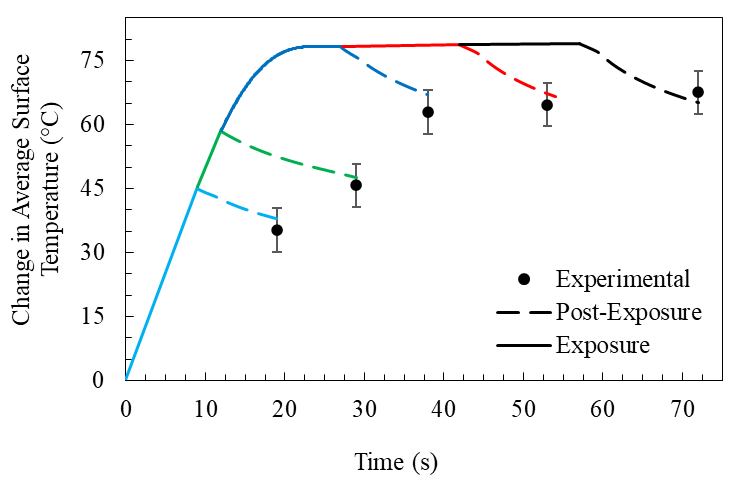 Change in Average Surface
Temperature (°C)
75
60
45
30
15
0
0 10 20 30 40 50 60 70
Time (s)
Experimental
Post-Exposure
Exposure